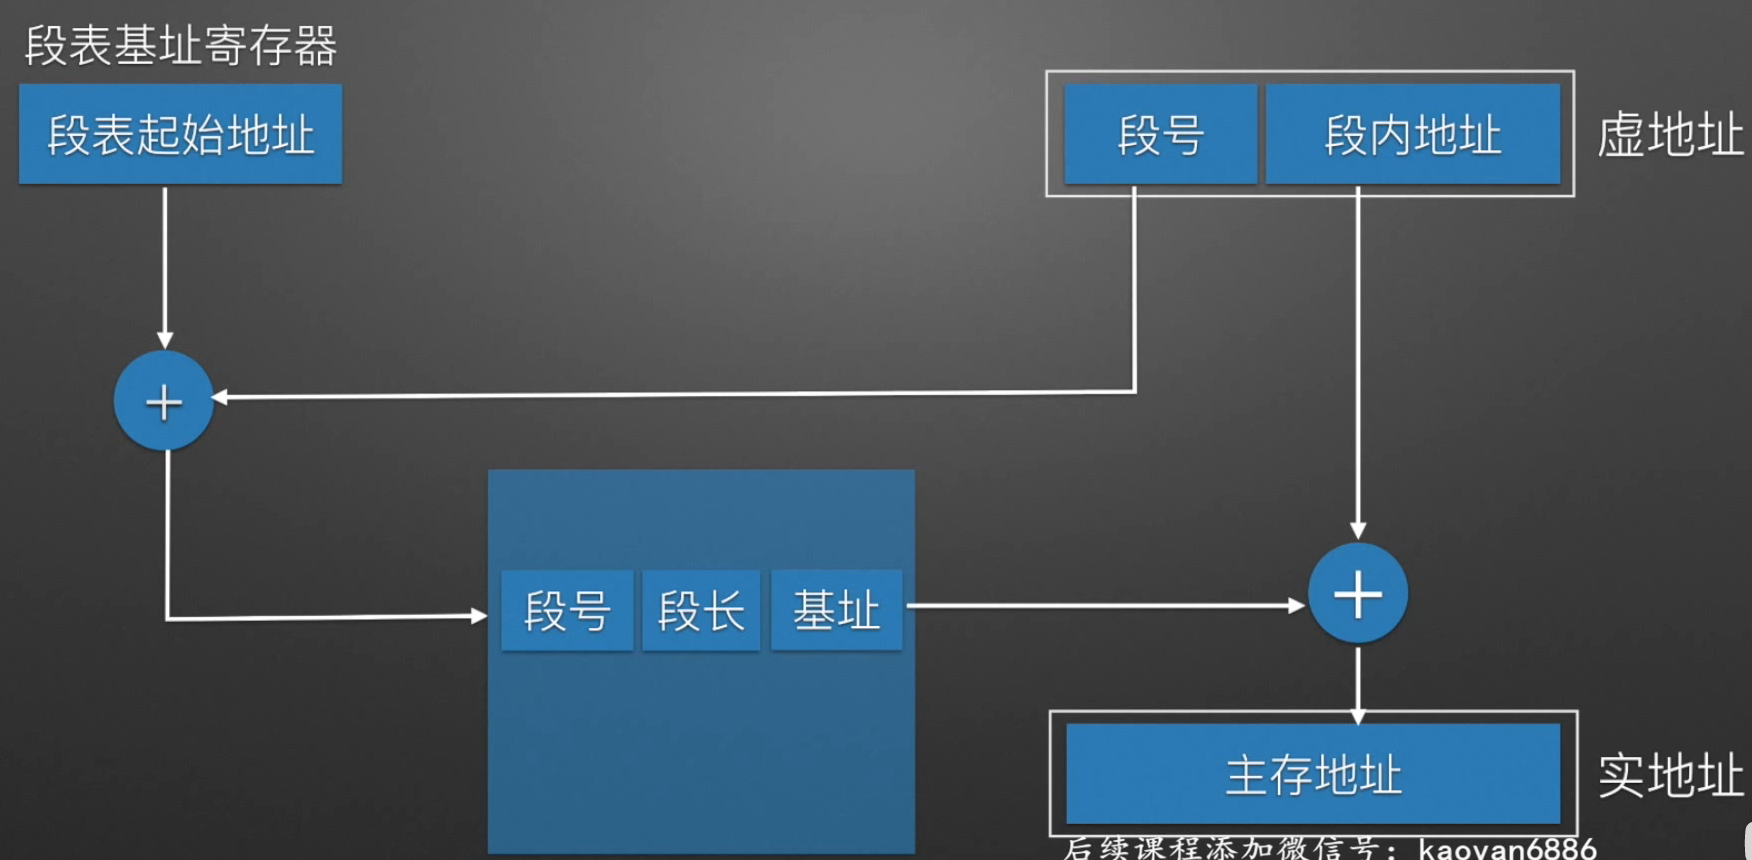 段表基址寄存器
段表起始地址
段号 段内地址 虚地址
+
段号 段长 基址
+
主存地址 实地址
后续课程添加微信号：kaoyan6886